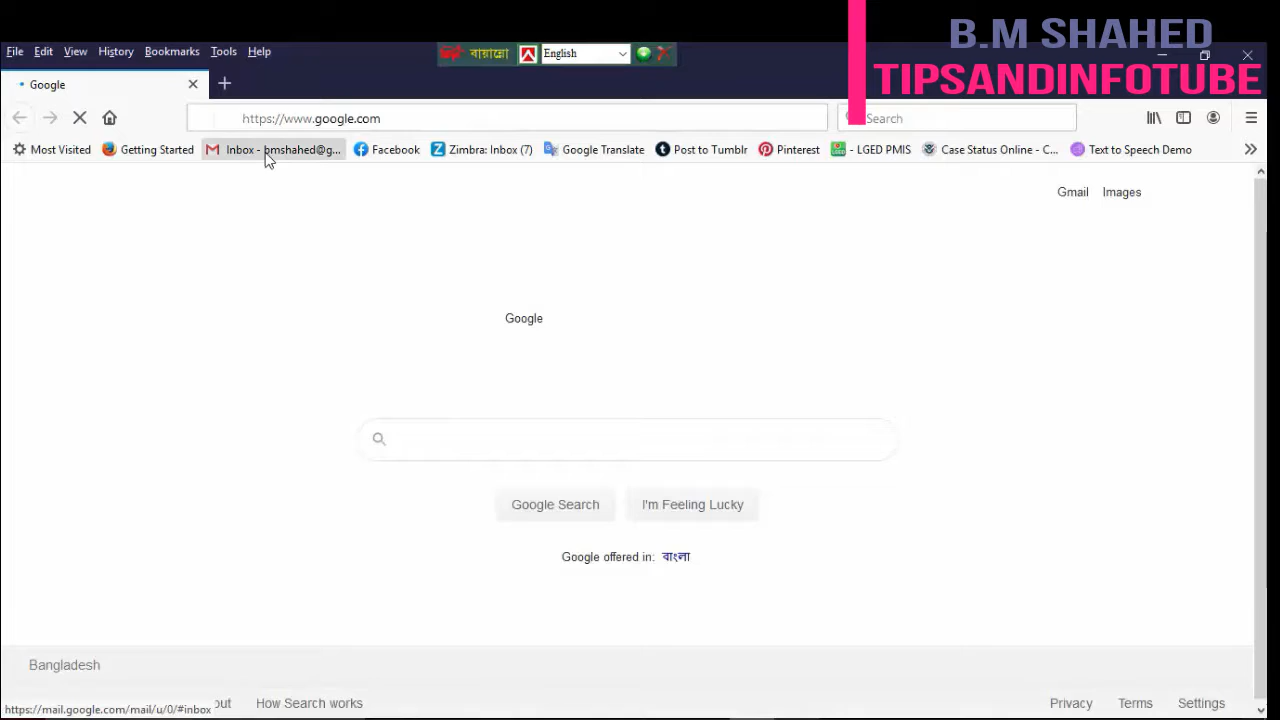 B.M SHAHED
TIPSANDINFOTUBE
File Edit View History Bookmarks Tools Help
বায়ান্নো English
Google
https://www.google.com
Search
Most Visited Getting Started Inbox - bmshahed@g... Facebook Zimbra: Inbox (7) Google Translate Post to Tumblr Pinterest - LGED PMIS Case Status Online - C... Text to Speech Demo
Gmail Images
Google
Google Search I'm Feeling Lucky
Google offered in: বাংলা
Bangladesh
https://mail.google.com/mail/u/0/#inbox out How Search works Privacy Terms Settings